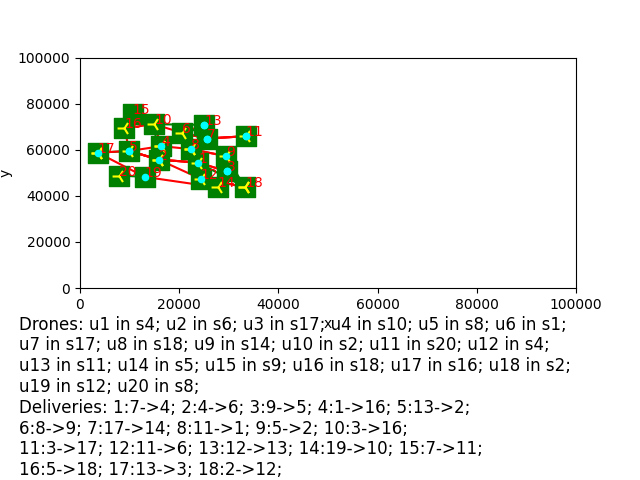 100000
80000
60000
40000
20000
0
y
0 20000 40000 60000 80000 100000
x
Drones: u1 in s4; u2 in s6; u3 in s17; u4 in s10; u5 in s8; u6 in s1;
u7 in s17; u8 in s18; u9 in s14; u10 in s2; u11 in s20; u12 in s4;
u13 in s11; u14 in s5; u15 in s9; u16 in s18; u17 in s16; u18 in s2;
u19 in s12; u20 in s8;
Deliveries: 1:7->4; 2:4->6; 3:9->5; 4:1->16; 5:13->2;
6:8->9; 7:17->14; 8:11->1; 9:5->2; 10:3->16;
11:3->17; 12:11->6; 13:12->13; 14:19->10; 15:7->11;
16:5->18; 17:13->3; 18:2->12;